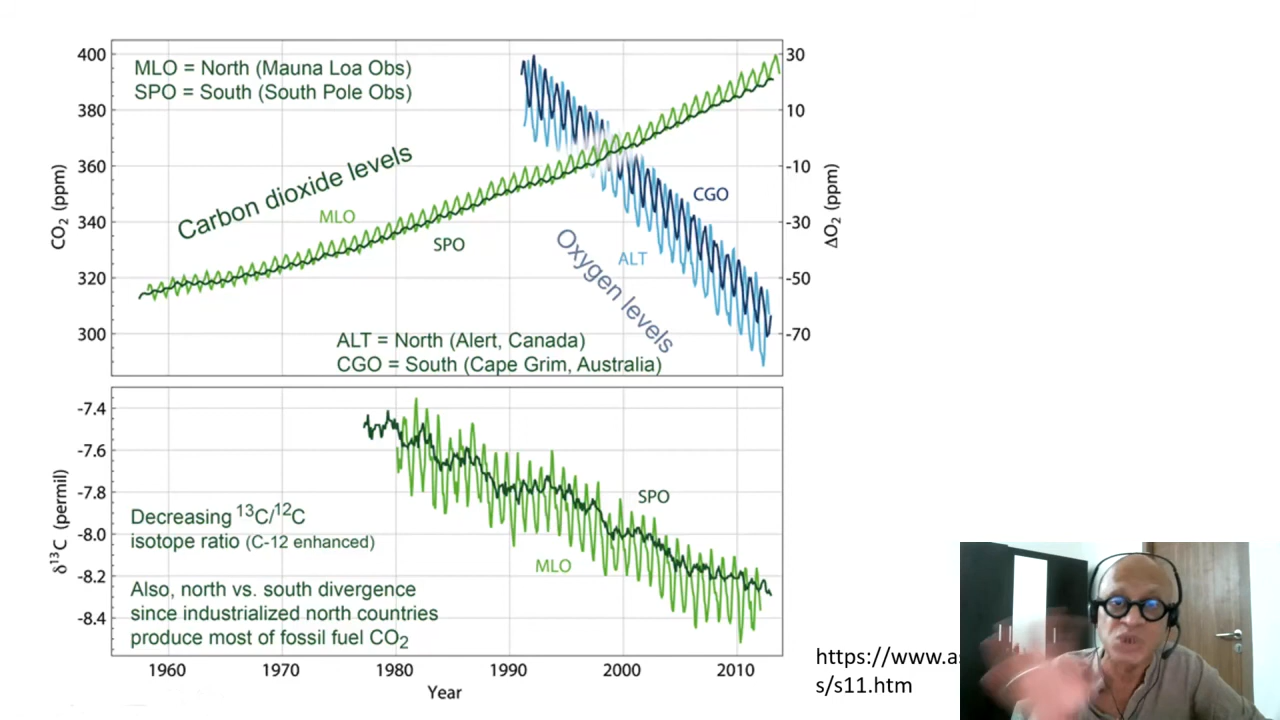 400
380
360
340
320
300
CO₂ (ppm)
30
10
-10
-30
-50
-70
ΔO₂ (ppm)
MLO = North (Mauna Loa Obs)
SPO = South (South Pole Obs)
Carbon dioxide levels
MLO
SPO
CGO
ALT
Oxygen levels
ALT = North (Alert, Canada)
CGO = South (Cape Grim, Australia)
-7.4
-7.6
-7.8
-8.0
-8.2
-8.4
δ¹³C (permil)
SPO
MLO
Decreasing ¹³C/¹²C
isotope ratio (C-12 enhanced)
Also, north vs. south divergence
since industrialized north countries
produce most of fossil fuel CO₂
1960 1970 1980 1990 2000 2010
Year
https://www.a
s/s11.htm